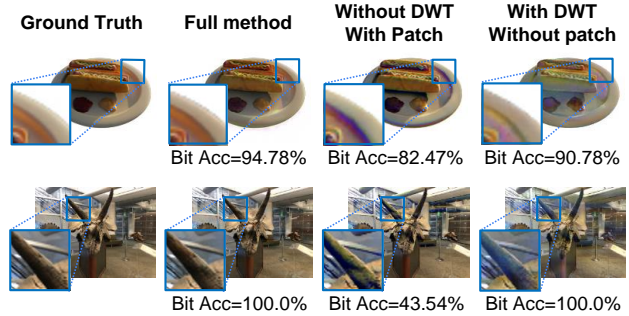 Ground Truth Full method Without DWT With Patch With DWT Without patch
Bit Acc=94.78% Bit Acc=82.47% Bit Acc=90.78%
Bit Acc=100.0% Bit Acc=43.54% Bit Acc=100.0%